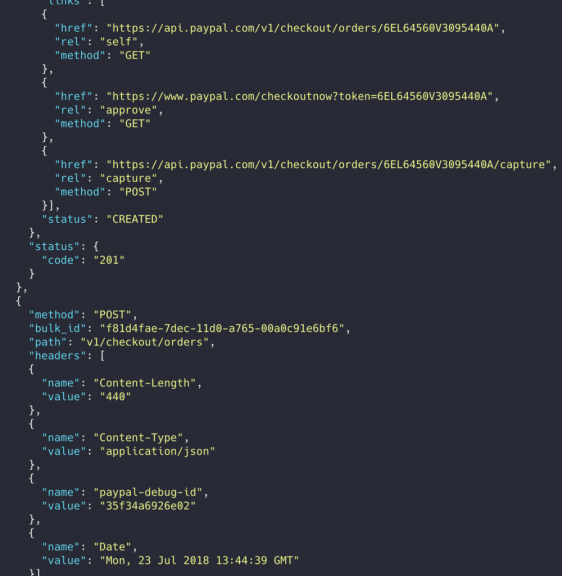 "links": [
{
"href": "https://api.paypal.com/v1/checkout/orders/6EL64560V3095440A",
"rel": "self",
"method": "GET"
},
{
"href": "https://www.paypal.com/checkoutnow?token=6EL64560V3095440A",
"rel": "approve",
"method": "GET"
},
{
"href": "https://api.paypal.com/v1/checkout/orders/6EL64560V3095440A/capture",
"rel": "capture",
"method": "POST"
}],
"status": "CREATED"
},
"status": {
"code": "201"
}
},
{
"method": "POST",
"bulk_id": "f81d4fae-7dec-11d0-a765-00a0c91e6bf6",
"path": "v1/checkout/orders",
"headers": [
{
"name": "Content-Length",
"value": "440"
},
{
"name": "Content-Type",
"value": "application/json"
},
{
"name": "paypal-debug-id",
"value": "35f34a6926e02"
},
{
"name": "Date",
"value": "Mon, 23 Jul 2018 13:44:39 GMT"
}],